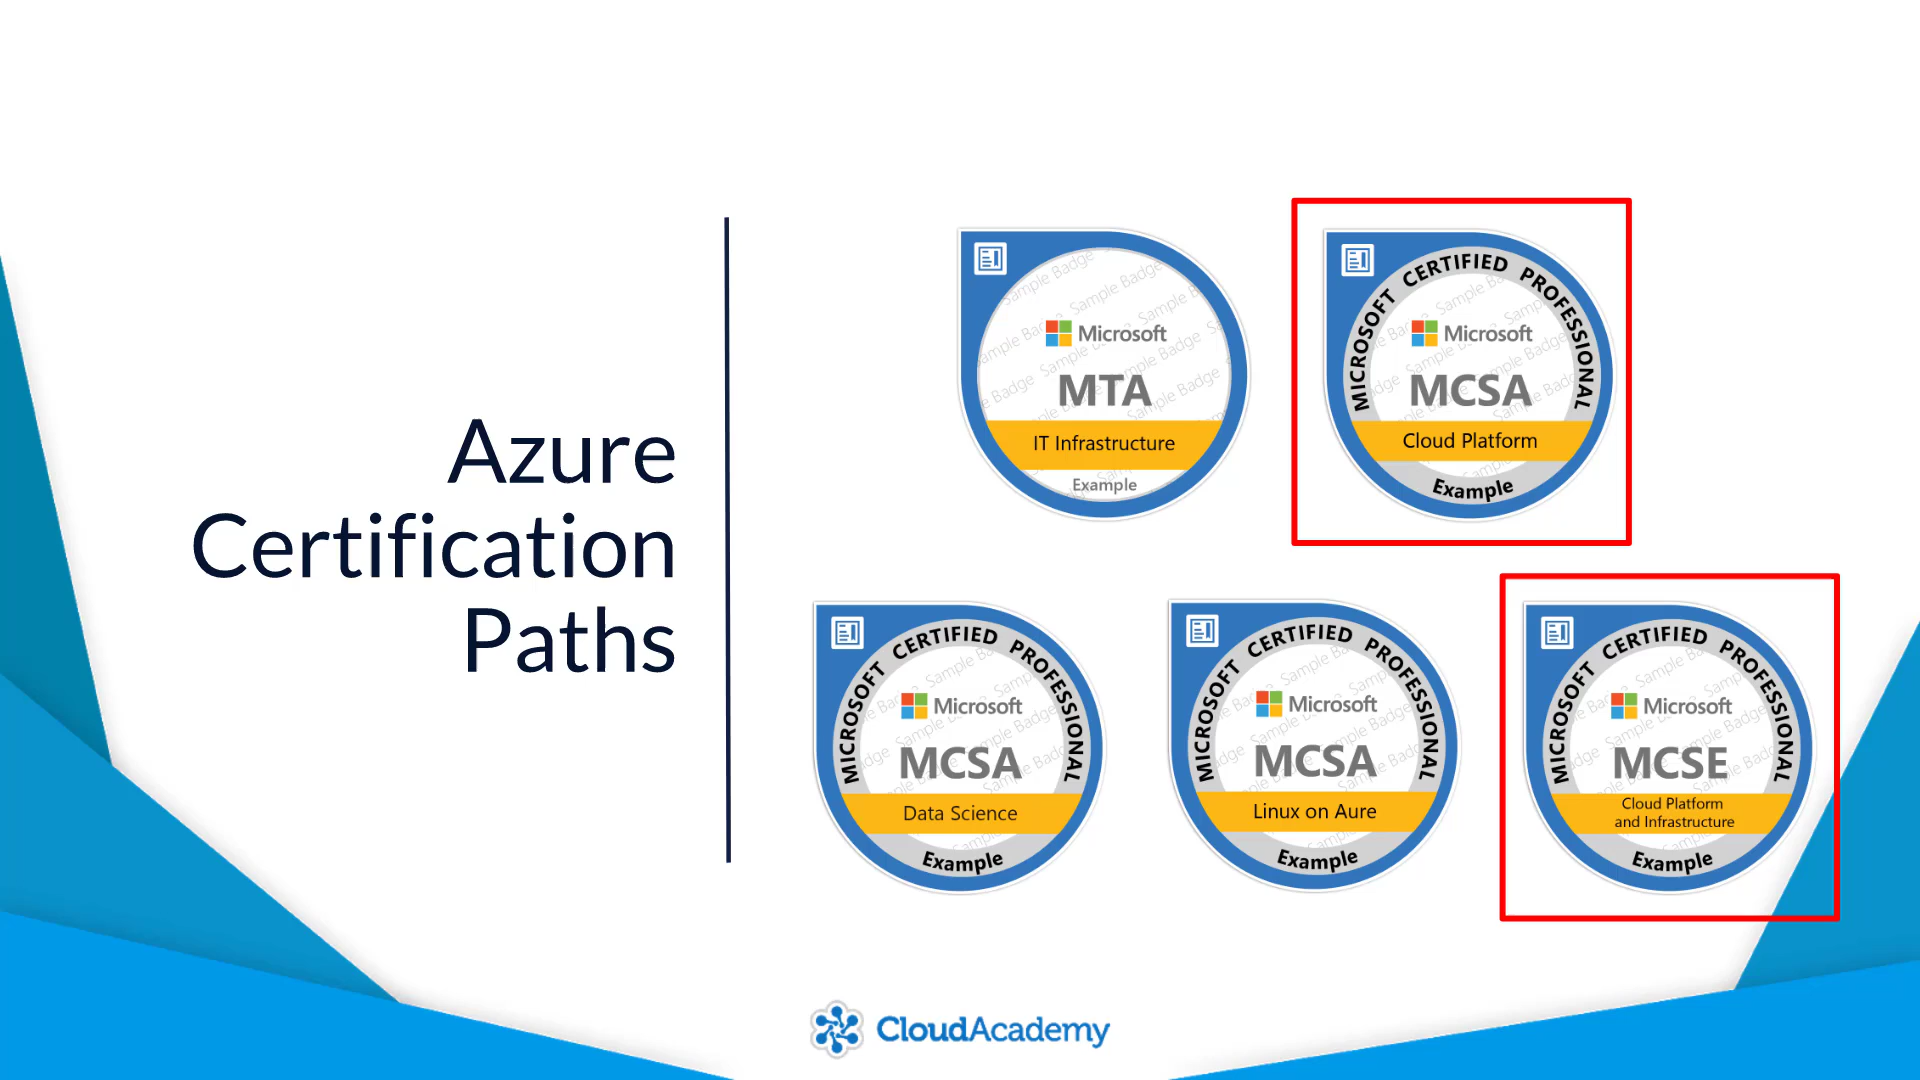 Azure
Certification
Paths
Microsoft
MTA
IT Infrastructure
Example
MICROSOFT CERTIFIED PROFESSIONAL
Microsoft
MCSA
Cloud Platform
Example
MICROSOFT CERTIFIED PROFESSIONAL
Microsoft
MCSA
Data Science
Example
MICROSOFT CERTIFIED PROFESSIONAL
Microsoft
MCSA
Linux on Aure
Example
MICROSOFT CERTIFIED PROFESSIONAL
Microsoft
MCSE
Cloud Platform
and Infrastructure
Example
CloudAcademy